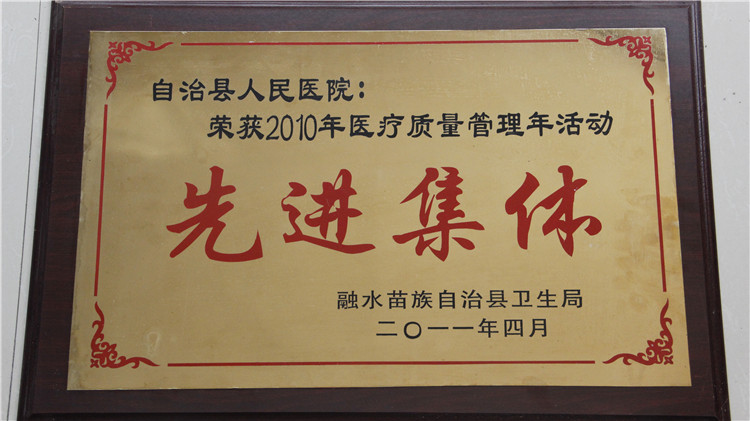 自治县人民医院：
荣获2010年医疗质量管理年活动
先进集体
融水苗族自治县卫生局
二〇一一年四月